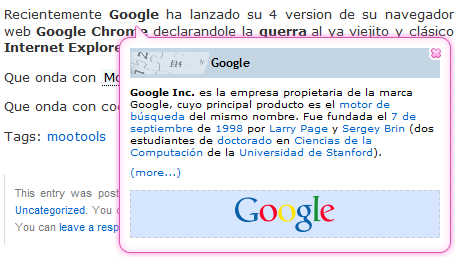 Recientemente Google ha lanzado su 4 version de su navegador
web Google Chrome declarandole la guerra al ya viejito y clásico
Internet Explore
Que onda con Mo
Que onda con coo
Tags: mootools
This entry was post
Uncategorized. You c
You can leave a resp
Google
Google Inc. es la empresa propietaria de la marca
Google, cuyo principal producto es el motor de
búsqueda del mismo nombre. Fue fundada el 7 de
septiembre de 1998 por Larry Page y Sergey Brin (dos
estudiantes de doctorado en Ciencias de la
Computación de la Universidad de Stanford).
(more...)
Google